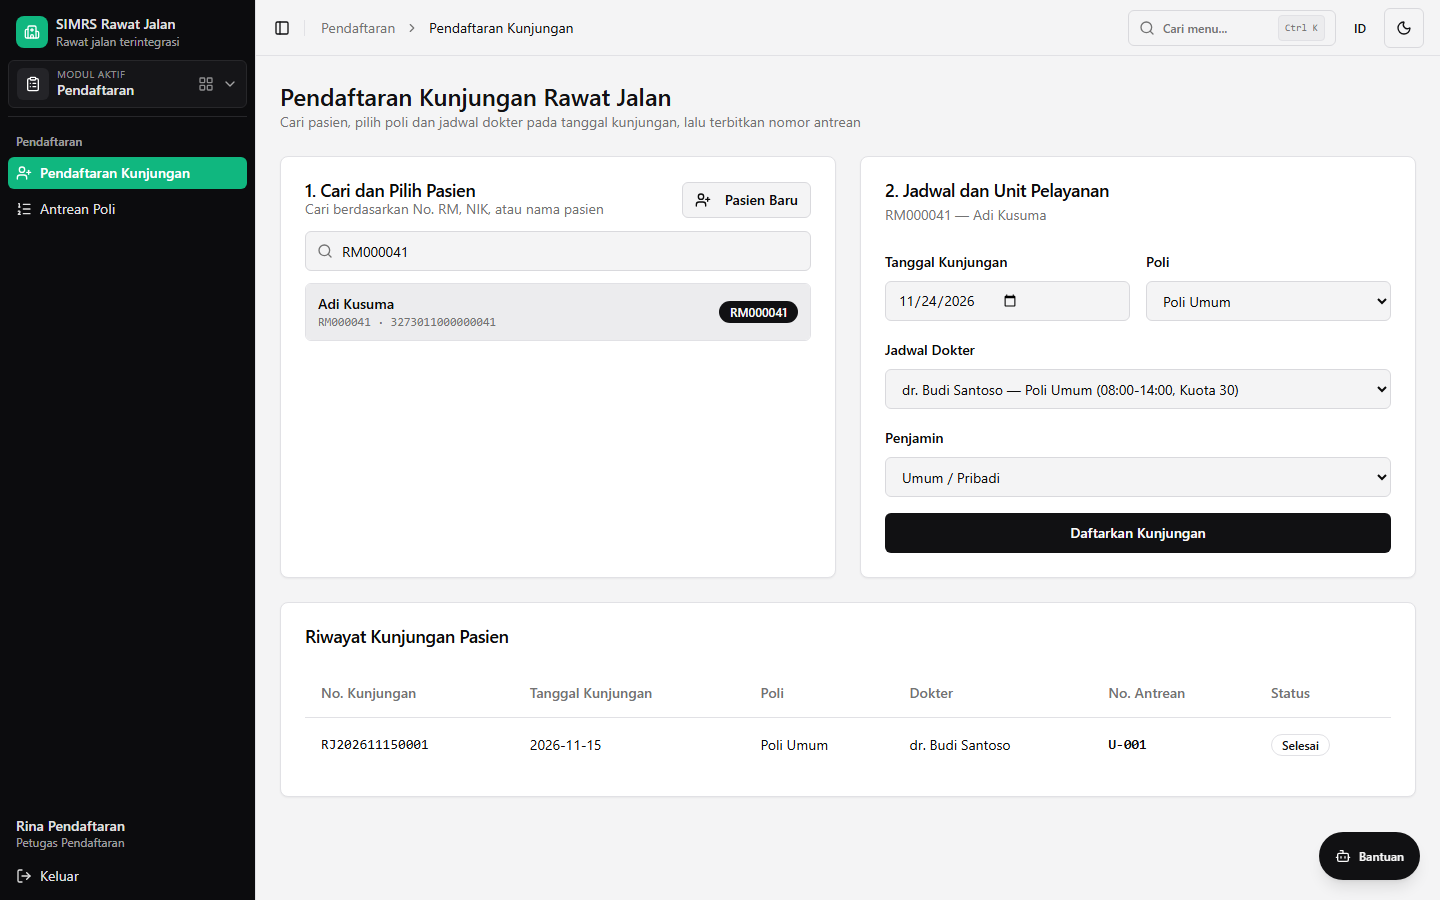 SIMRS Rawat Jalan
Rawat jalan terintegrasi
MODUL AKTIF
Pendaftaran
Pendaftaran
Pendaftaran Kunjungan
Antrean Poli
Rina Pendaftaran
Petugas Pendaftaran
Keluar
Pendaftaran > Pendaftaran Kunjungan
Cari menu... Ctrl K
ID
Pendaftaran Kunjungan Rawat Jalan
Cari pasien, pilih poli dan jadwal dokter pada tanggal kunjungan, lalu terbitkan nomor antrean
1. Cari dan Pilih Pasien
Cari berdasarkan No. RM, NIK, atau nama pasien
Pasien Baru
RM000041
Adi Kusuma
RM000041 · 3273011000000041
RM000041
2. Jadwal dan Unit Pelayanan
RM000041 — Adi Kusuma
Tanggal Kunjungan
11/24/2026
Poli
Poli Umum
Jadwal Dokter
dr. Budi Santoso — Poli Umum (08:00-14:00, Kuota 30)
Penjamin
Umum / Pribadi
Daftarkan Kunjungan
Riwayat Kunjungan Pasien
No. Kunjungan Tanggal Kunjungan Poli Dokter No. Antrean Status
RJ202611150001 2026-11-15 Poli Umum dr. Budi Santoso U-001 Selesai
Bantuan